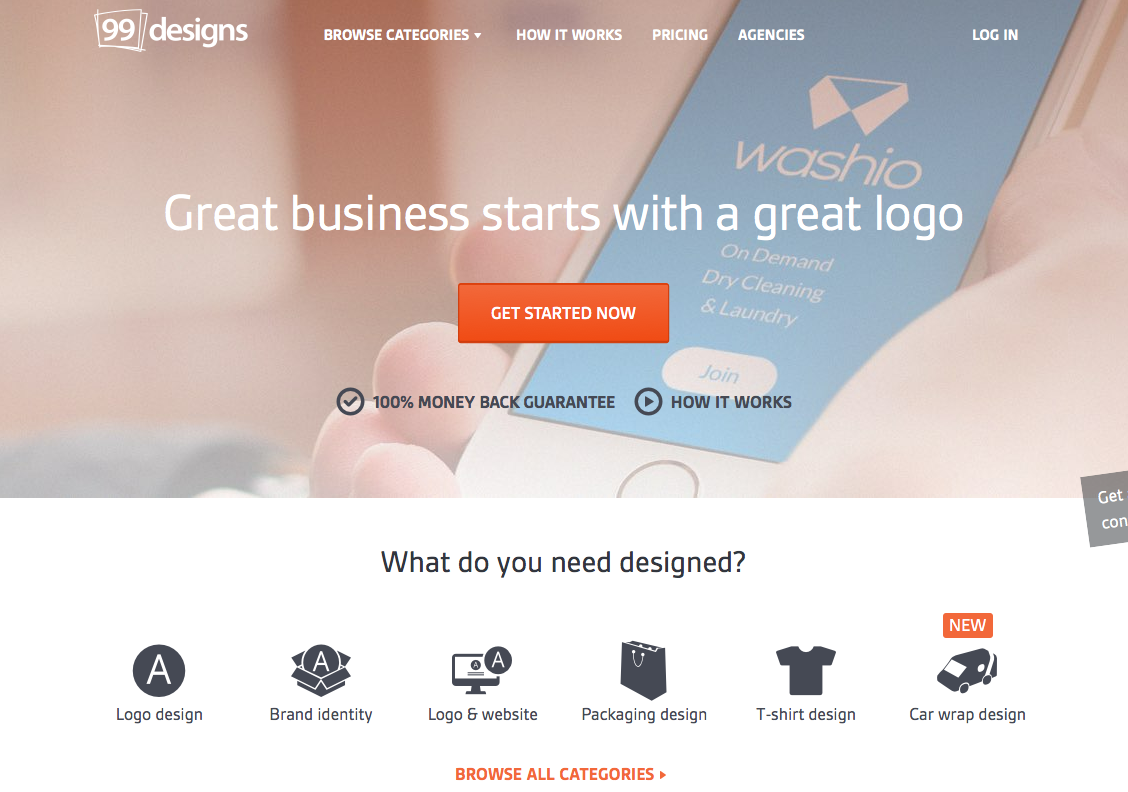 99designs
BROWSE CATEGORIES
HOW IT WORKS
PRICING
AGENCIES
LOG IN
washio
Great business starts with a great logo
On Demand
Dry Cleaning
& Laundry
GET STARTED NOW
Join
100% MONEY BACK GUARANTEE
HOW IT WORKS
Get
con
What do you need designed?
NEW
A
A
A
A
Logo design
Brand identity
Logo & website
Packaging design
T-shirt design
Car wrap design
BROWSE ALL CATEGORIES